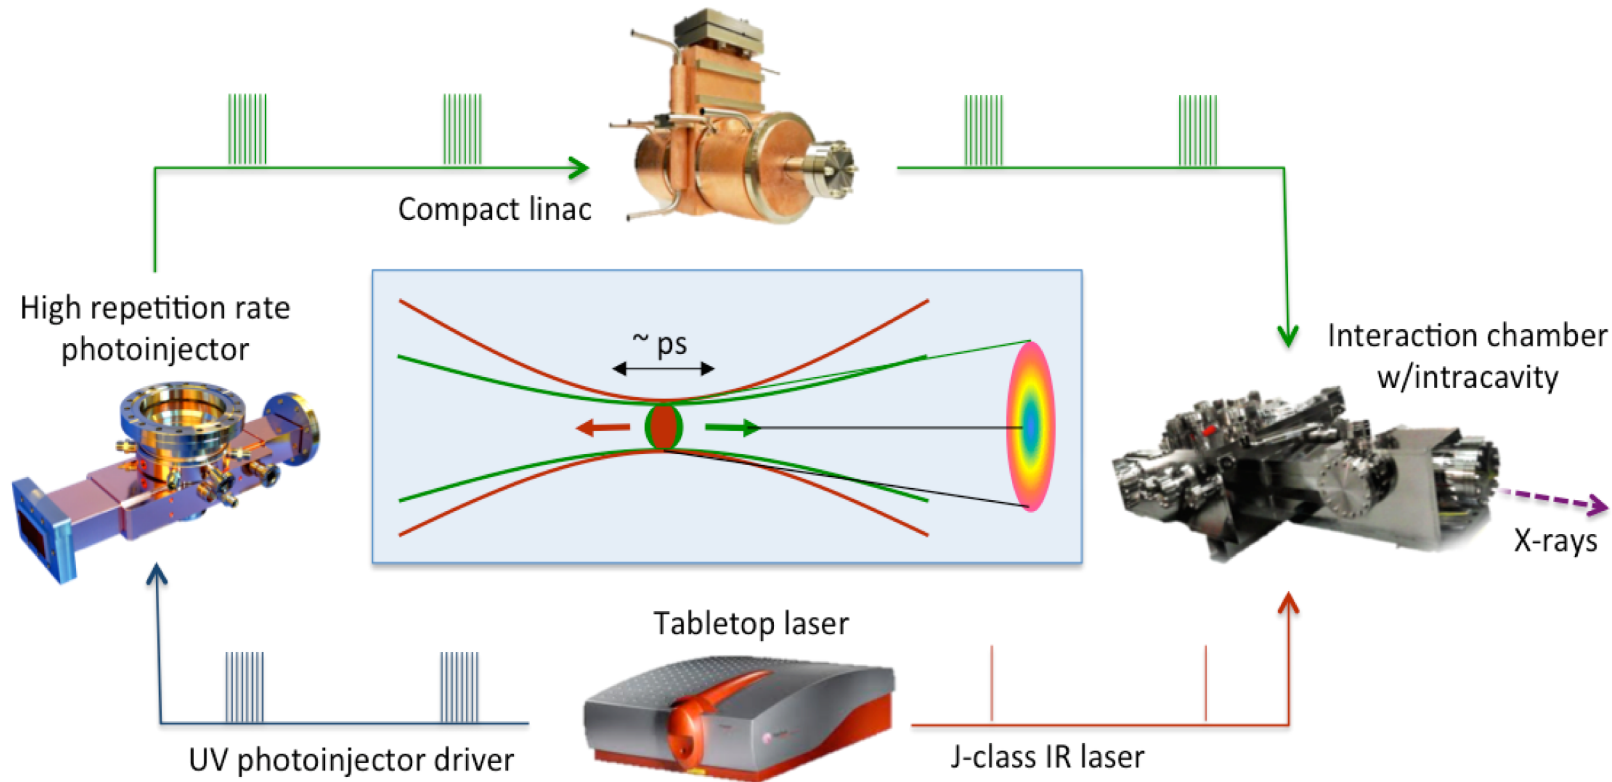 Compact linac
High repetition rate
photoinjector
~ ps
Interaction chamber
w/intracavity
X-rays
Tabletop laser
UV photoinjector driver
J-class IR laser